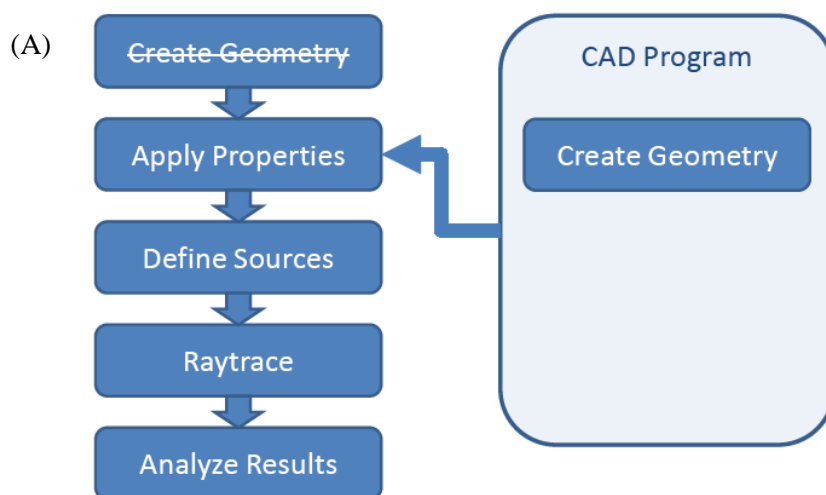 (A)
Create Geometry
Apply Properties
Define Sources
Raytrace
Analyze Results
CAD Program
Create Geometry